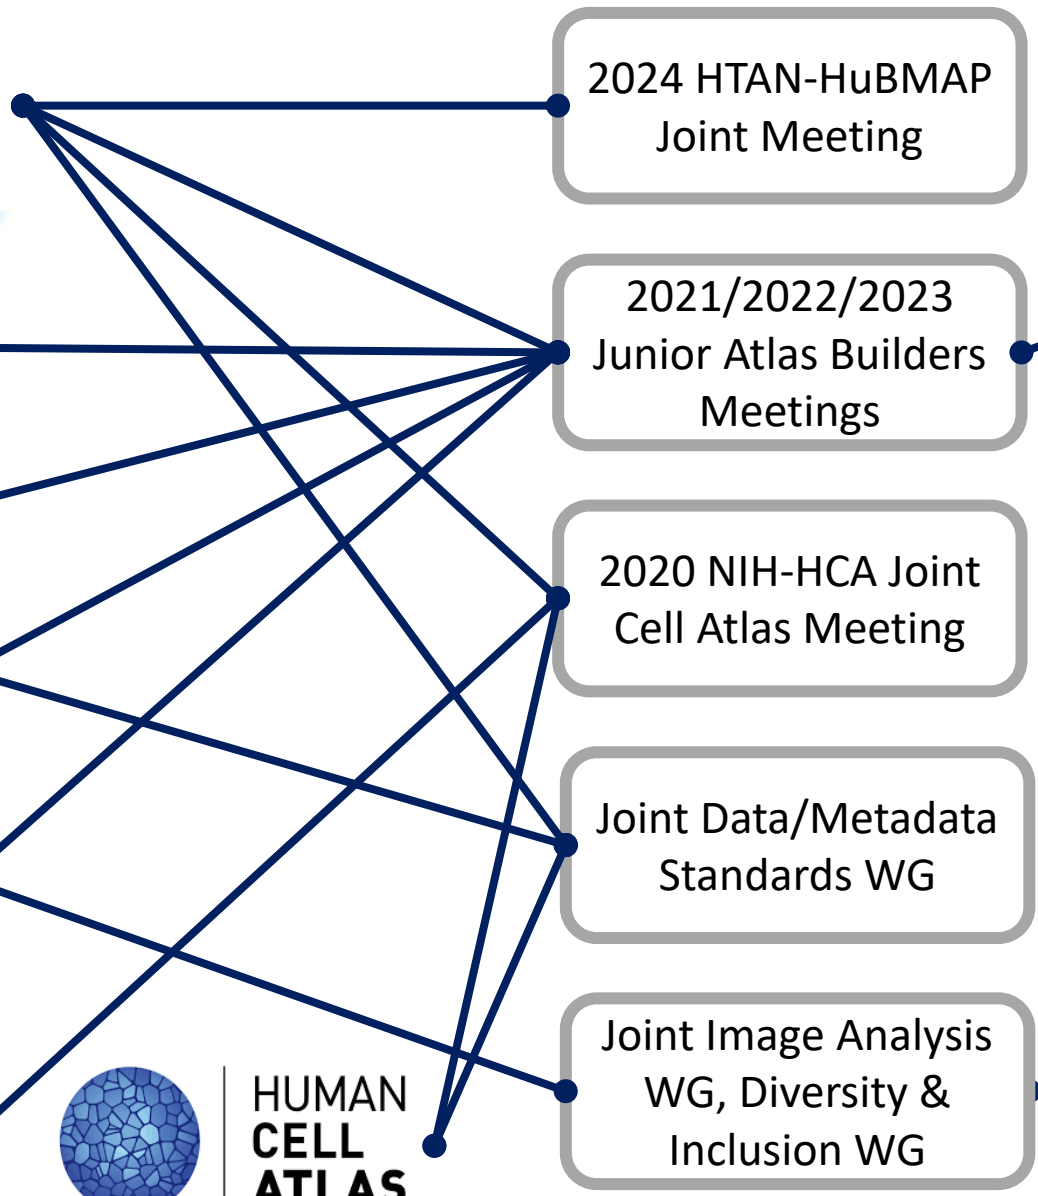 2024 HTAN-HuBMAP
Joint Meeting
2021/2022/2023
Junior Atlas Builders
Meetings
2020 NIH-HCA Joint
Cell Atlas Meeting
Joint Data/Metadata
Standards WG
Joint Image Analysis
WG, Diversity &
Inclusion WG
HUMAN
CELL
ATLAS